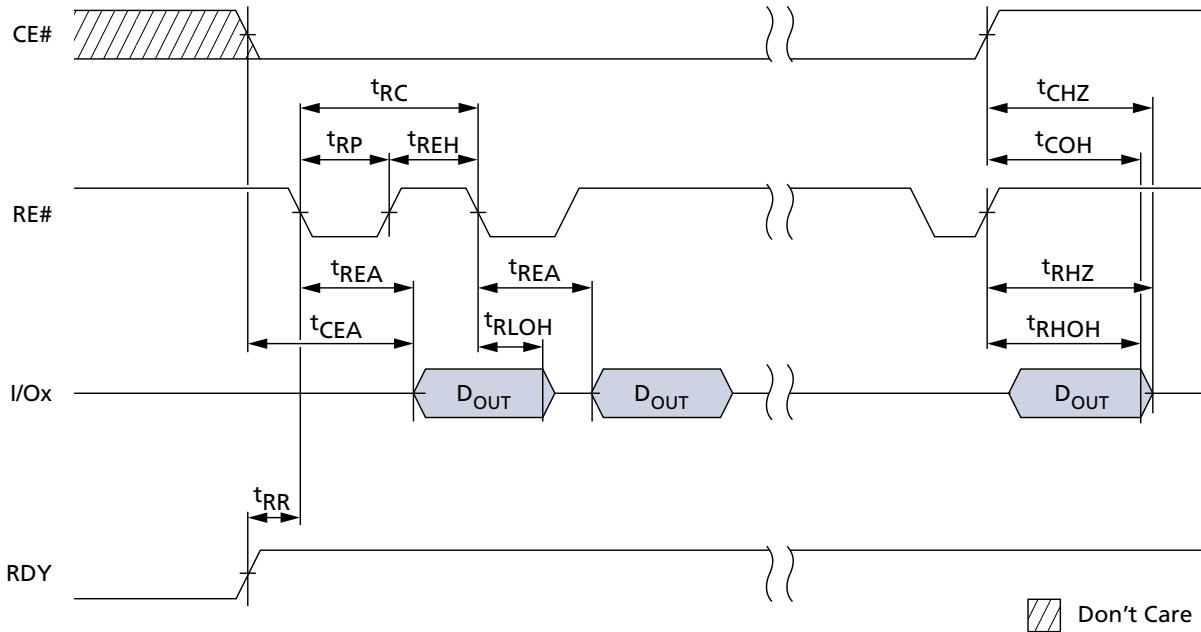 CE#
tRC
tCHZ
tRP
tREH
tCOH
RE#
tREA
tREA
tRHZ
tCEA
tRLOH
tRHOH
I/Ox
DOUT
DOUT
DOUT
tRR
RDY
Don't Care